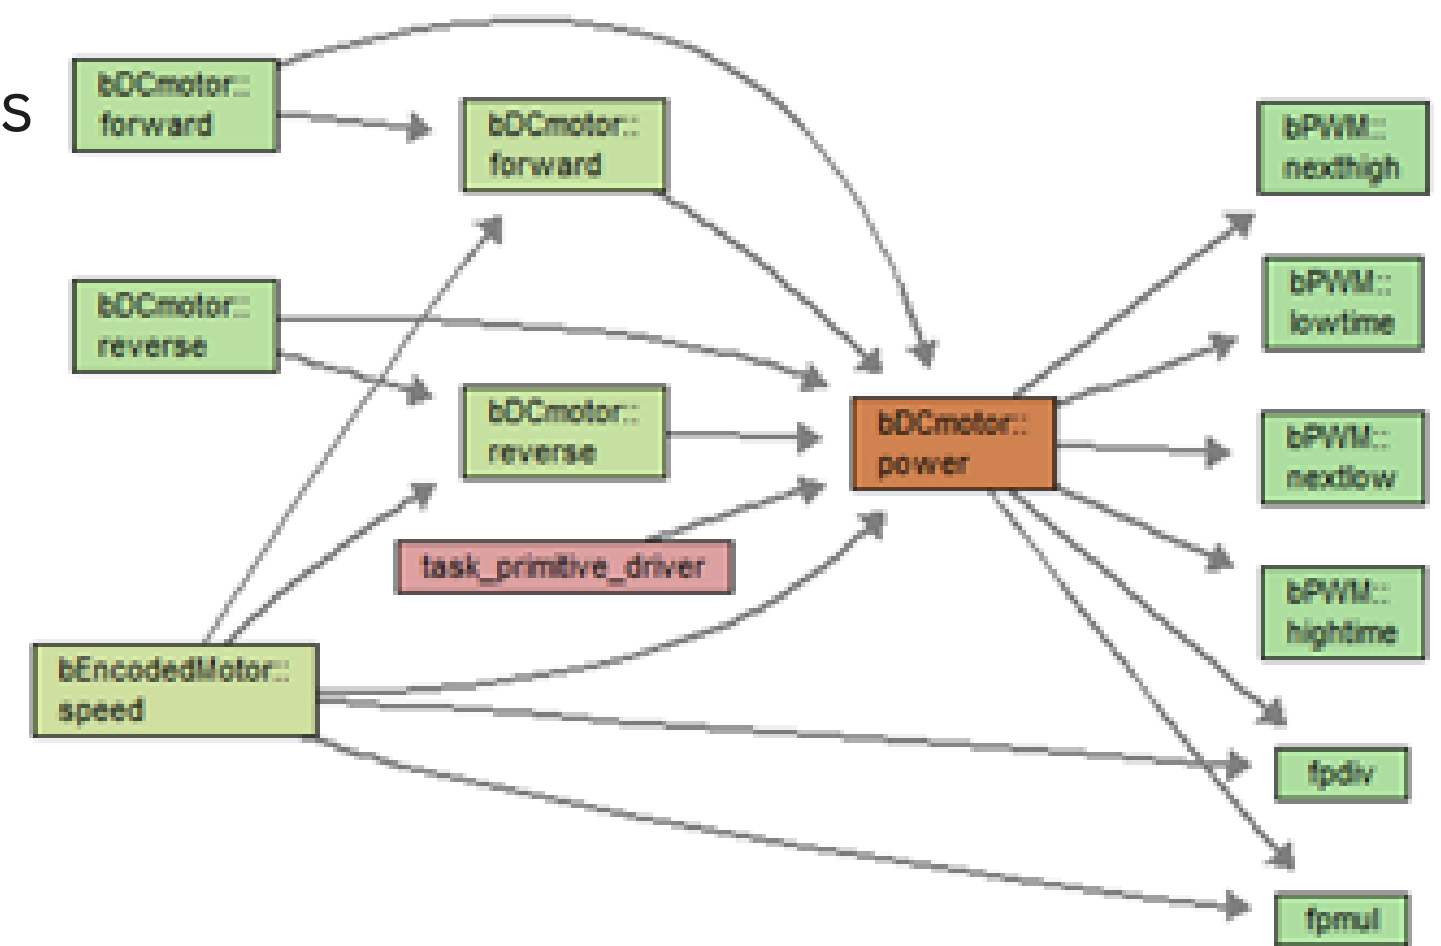 s
bDCmotor::
forward
bDCmotor::
forward
bPWM::
nexthigh
bDCmotor::
reverse
bPWM::
lowtime
bDCmotor::
reverse
bDCmotor::
power
bPWM::
nextlow
task_primitive_driver
bPWM::
hightime
bEncodedMotor::
speed
fpdiv
fpmul